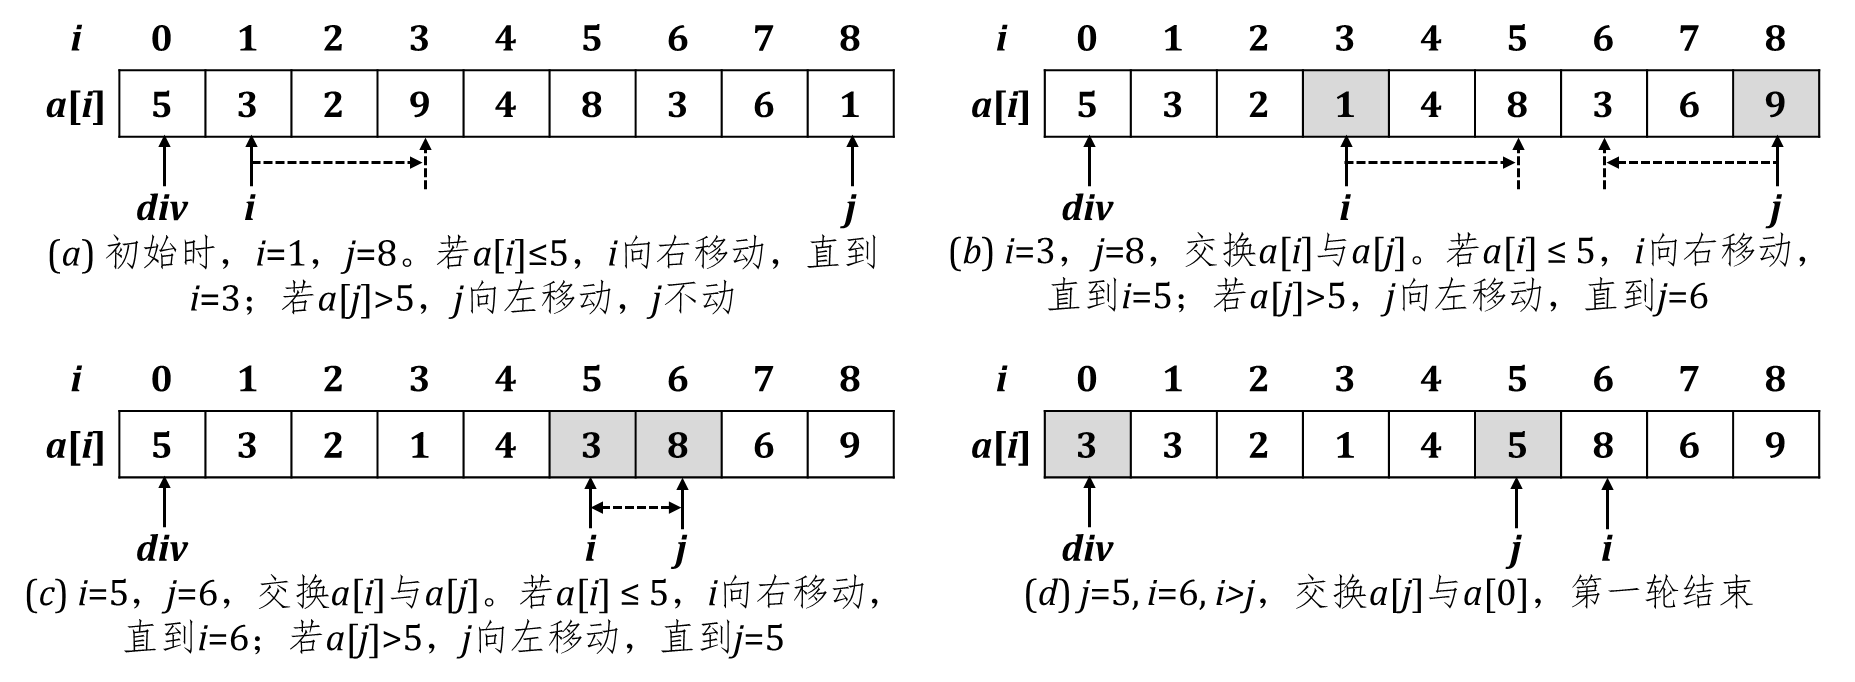 i 0 1 2 3 4 5 6 7 8
a[i] 5 3 2 9 4 8 3 6 1
div i j
(a) 初始时，i=1，j=8。若a[i]≤5，i向右移动，直到
i=3；若a[j]>5，j向左移动，j不动
i 0 1 2 3 4 5 6 7 8
a[i] 5 3 2 1 4 8 3 6 9
div i j
(b) i=3，j=8，交换a[i]与a[j]。若a[i] ≤ 5，i向右移动，
直到i=5；若a[j]>5，j向左移动，直到j=6
i 0 1 2 3 4 5 6 7 8
a[i] 5 3 2 1 4 3 8 6 9
div i j
(c) i=5，j=6，交换a[i]与a[j]。若a[i] ≤ 5，i向右移动，
直到i=6；若a[j]>5，j向左移动，直到j=5
i 0 1 2 3 4 5 6 7 8
a[i] 3 3 2 1 4 5 8 6 9
div j i
(d) j=5, i=6, i>j，交换a[j]与a[0]，第一轮结束